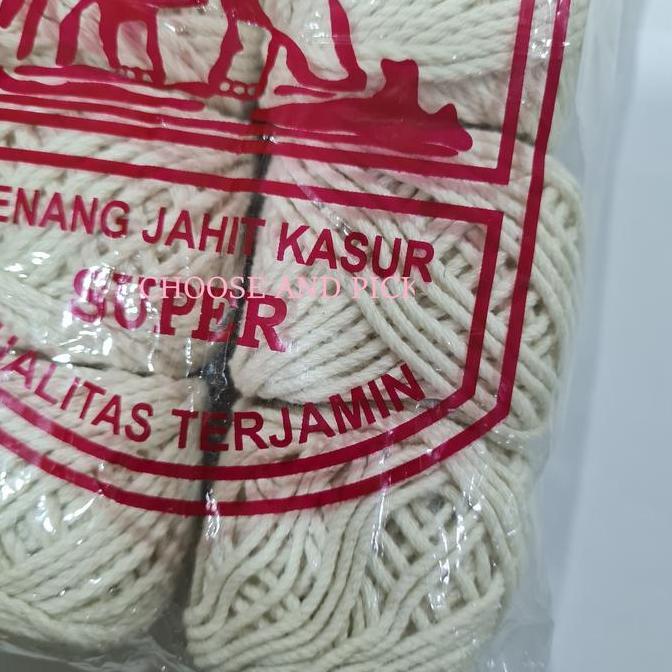 ENANG JAHIT KASUR
SUPER
CHOOSE AND PICK
UALITAS TERJAMIN